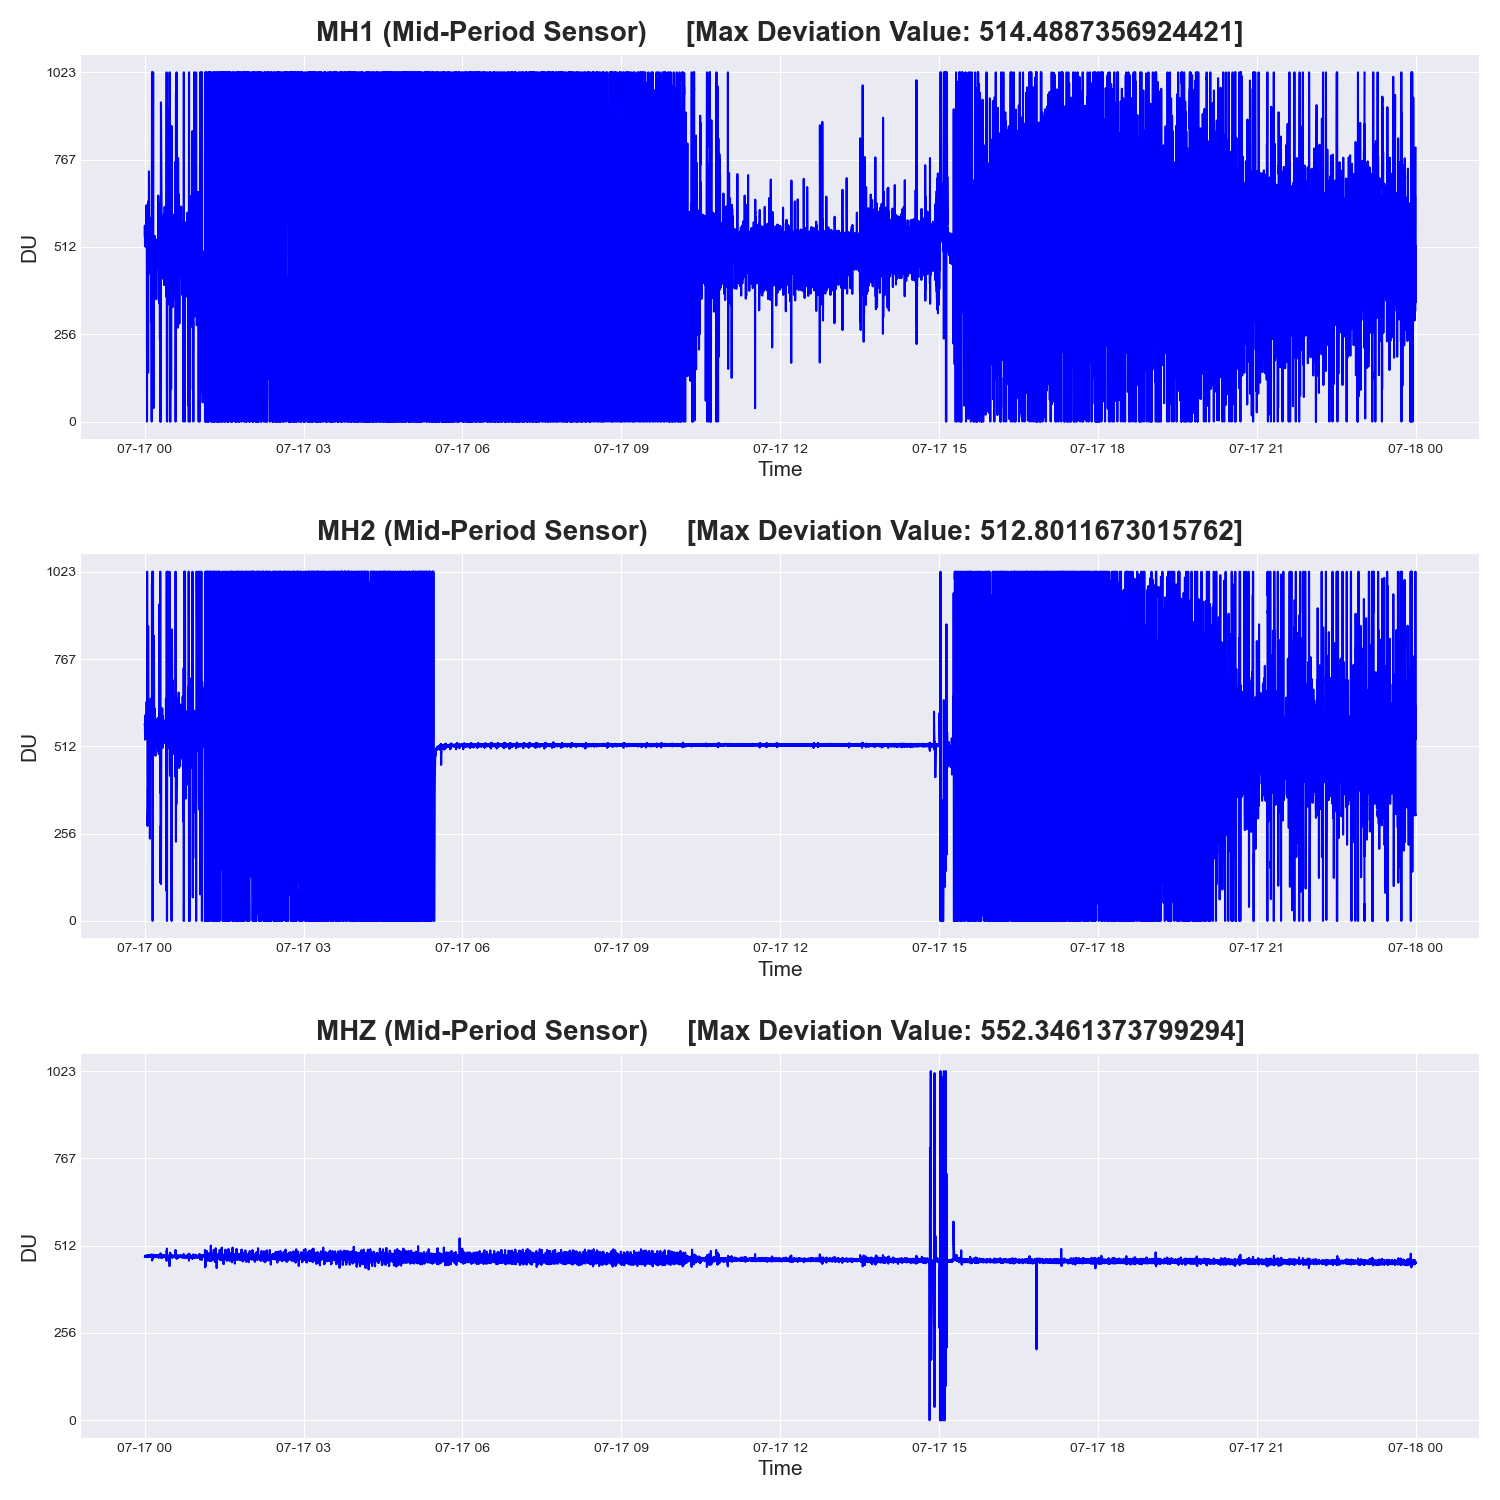 MH1 (Mid-Period Sensor) [Max Deviation Value: 514.4887356924421]
1023
767
512
256
0
DU
07-17 00 07-17 03 07-17 06 07-17 09 07-17 12 07-17 15 07-17 18 07-17 21 07-18 00
Time
MH2 (Mid-Period Sensor) [Max Deviation Value: 512.8011673015762]
1023
767
512
256
0
DU
07-17 00 07-17 03 07-17 06 07-17 09 07-17 12 07-17 15 07-17 18 07-17 21 07-18 00
Time
MHZ (Mid-Period Sensor) [Max Deviation Value: 552.3461373799294]
1023
767
512
256
0
DU
07-17 00 07-17 03 07-17 06 07-17 09 07-17 12 07-17 15 07-17 18 07-17 21 07-18 00
Time